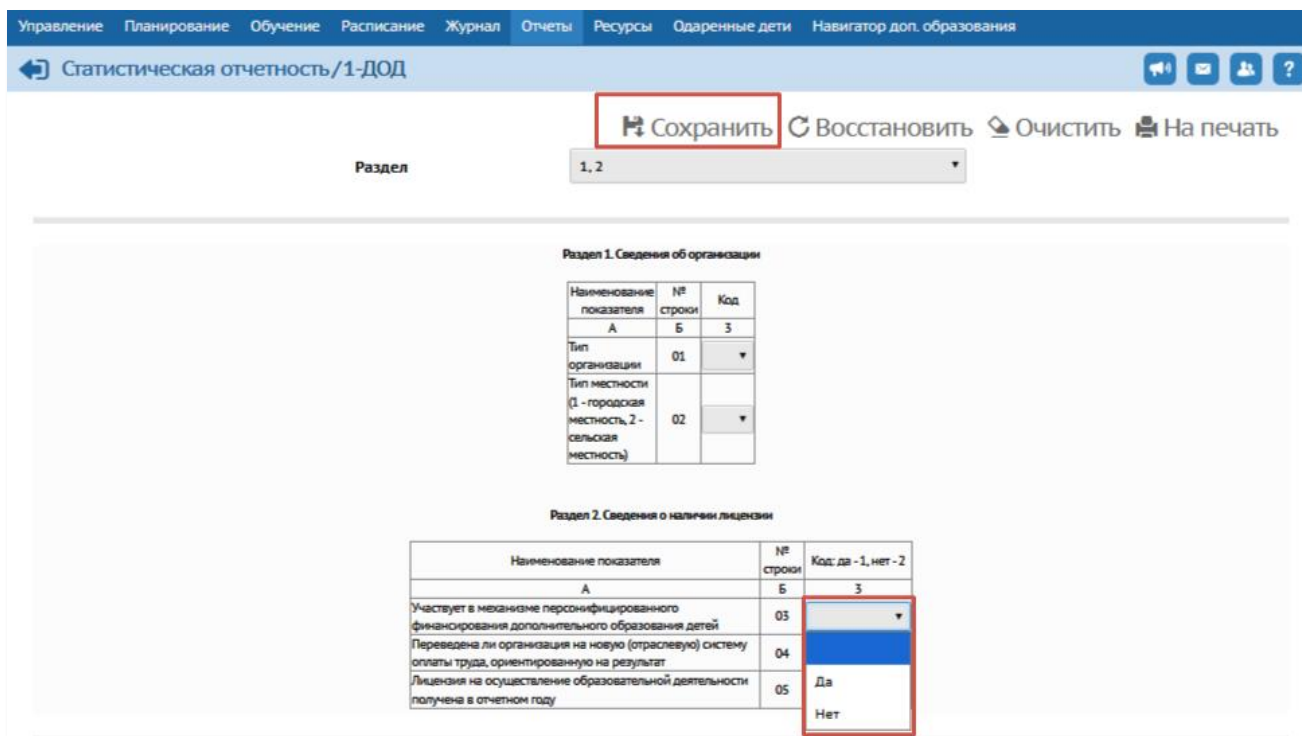 Управление Планирование Обучение Расписание Журнал Отчеты Ресурсы Одаренные дети Навигатор доп. образования
Статистическая отчетность/1-ДОД
?
Сохранить Восстановить Очистить На печать
Раздел 1, 2
Раздел 1. Сведения об организации
Наименование № Код
показателя строки
А Б 3
Тип
организации 01
Тип местности
(1 - городская
местность, 2 - 02
сельская
местность)
Раздел 2. Сведения о наличии лицензии
Наименование показателя № Код: да - 1, нет - 2
строки
А Б 3
Участвует в механизме персонифицированного 03
финансирования дополнительного образования детей
Переведена ли организация на новую (отраслевую) систему 04
оплаты труда, ориентированную на результат
Лицензия на осуществление образовательной деятельности 05 Да
получена в отчетном году
Нет